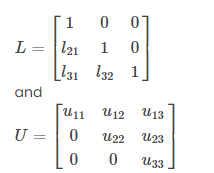 L = [ 1 0 0
l₂₁ 1 0
l₃₁ l₃₂ 1 ]
and
U = [ u₁₁ u₁₂ u₁₃
0 u₂₂ u₂₃
0 0 u₃₃ ]